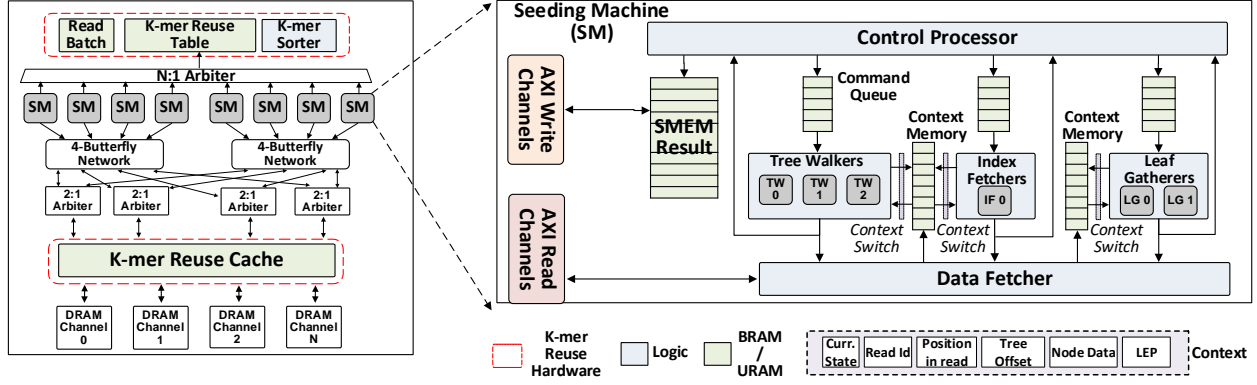 Read
Batch
K-mer Reuse
Table
K-mer
Sorter
N:1 Arbiter
SM
SM
SM
SM
SM
SM
SM
SM
4-Butterfly
Network
4-Butterfly
Network
2:1
Arbiter
2:1
Arbiter
2:1
Arbiter
2:1
Arbiter
K-mer Reuse Cache
DRAM
Channel
0
DRAM
Channel
1
DRAM
Channel
2
DRAM
Channel
N
Seeding Machine
(SM)
Control Processor
AXI Write
Channels
AXI Read
Channels
SMEM
Result
Command
Queue
Context
Memory
Context
Memory
Tree Walkers
TW
0
TW
1
TW
2
Index
Fetchers
IF 0
Leaf
Gatherers
LG 0
LG 1
Context
Switch
Context
Switch
Context
Switch
Data Fetcher
K-mer
Reuse
Hardware
Logic
BRAM
/
URAM
Curr.
State
Read Id
Position
in read
Tree
Offset
Node Data
LEP
Context